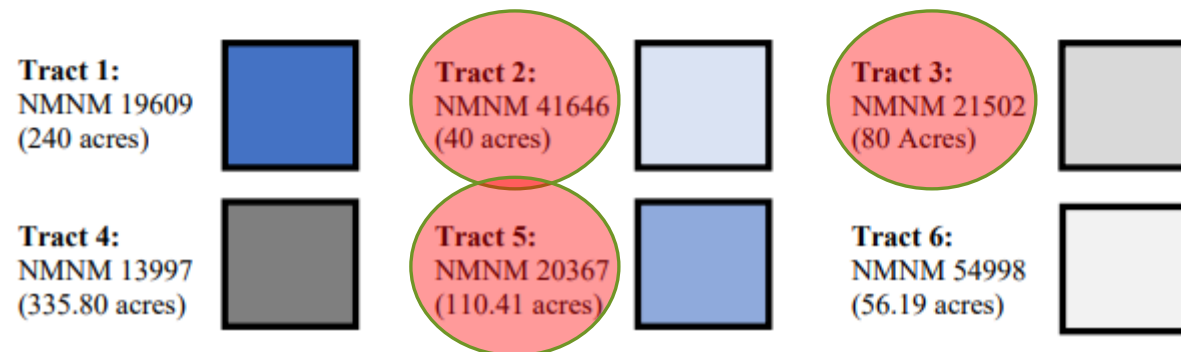 Tract 1:
NMNM 19609
(240 acres)
Tract 2:
NMNM 41646
(40 acres)
Tract 3:
NMNM 21502
(80 Acres)
Tract 4:
NMNM 13997
(335.80 acres)
Tract 5:
NMNM 20367
(110.41 acres)
Tract 6:
NMNM 54998
(56.19 acres)